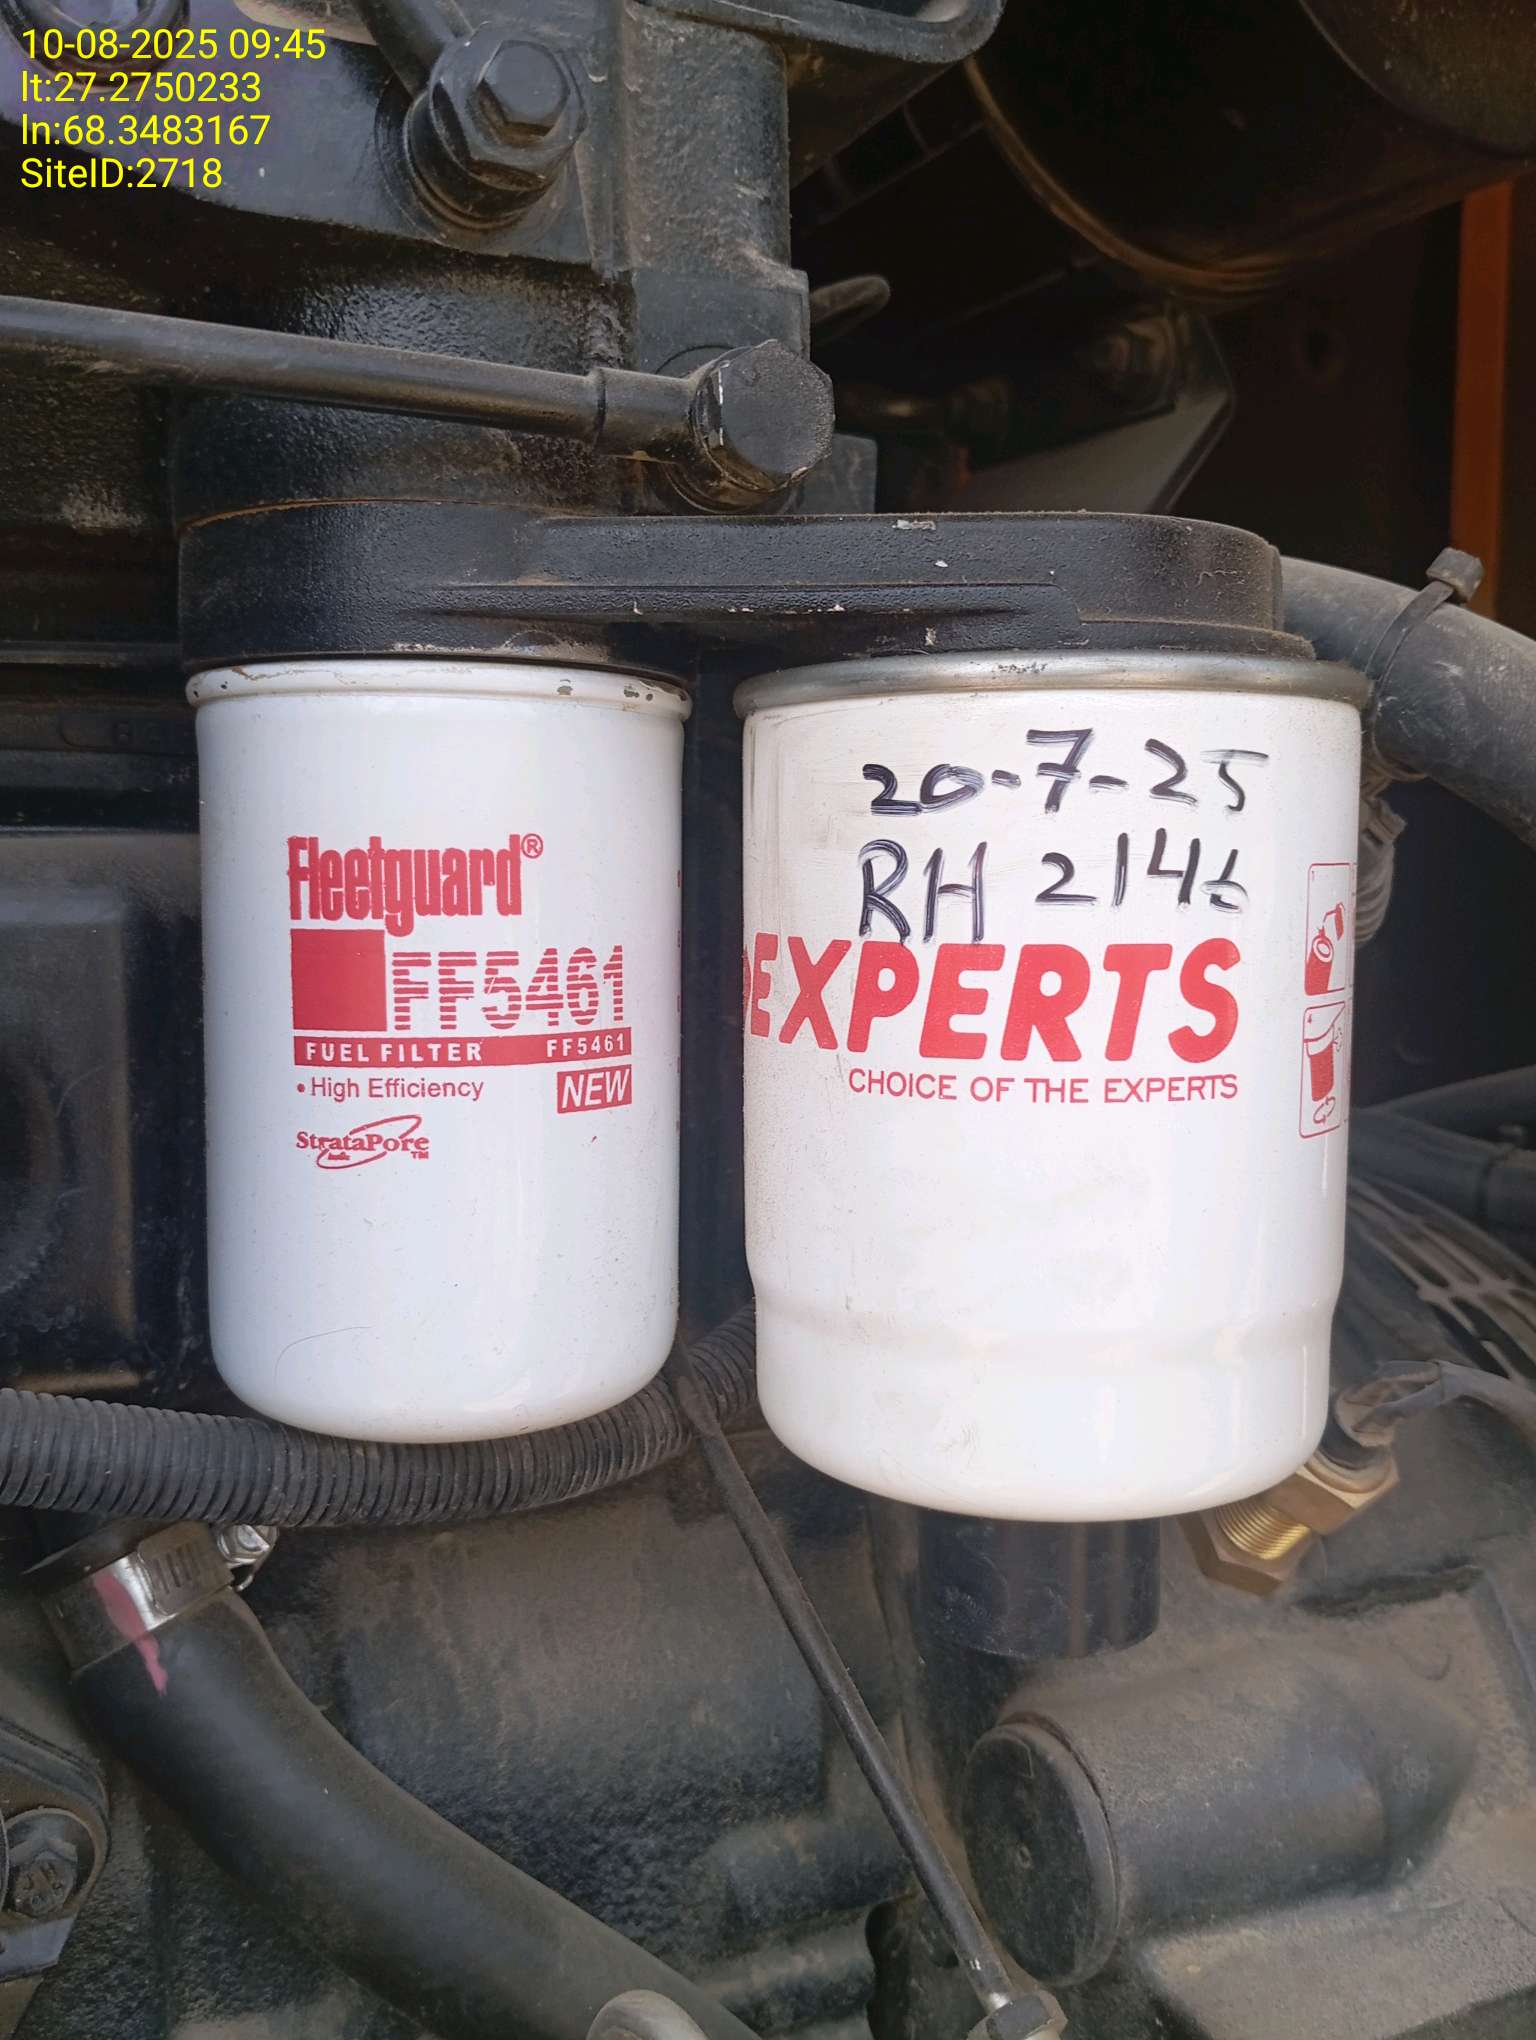 10-08-2025 09:45
lt:27.2750233
ln:68.3483167
SiteID:2718
Fleetguard®
FF5461
FUEL FILTER FF5461
• High Efficiency
NEW
StrataPore™
20-7-25
RH 2146
EXPERTS
CHOICE OF THE EXPERTS